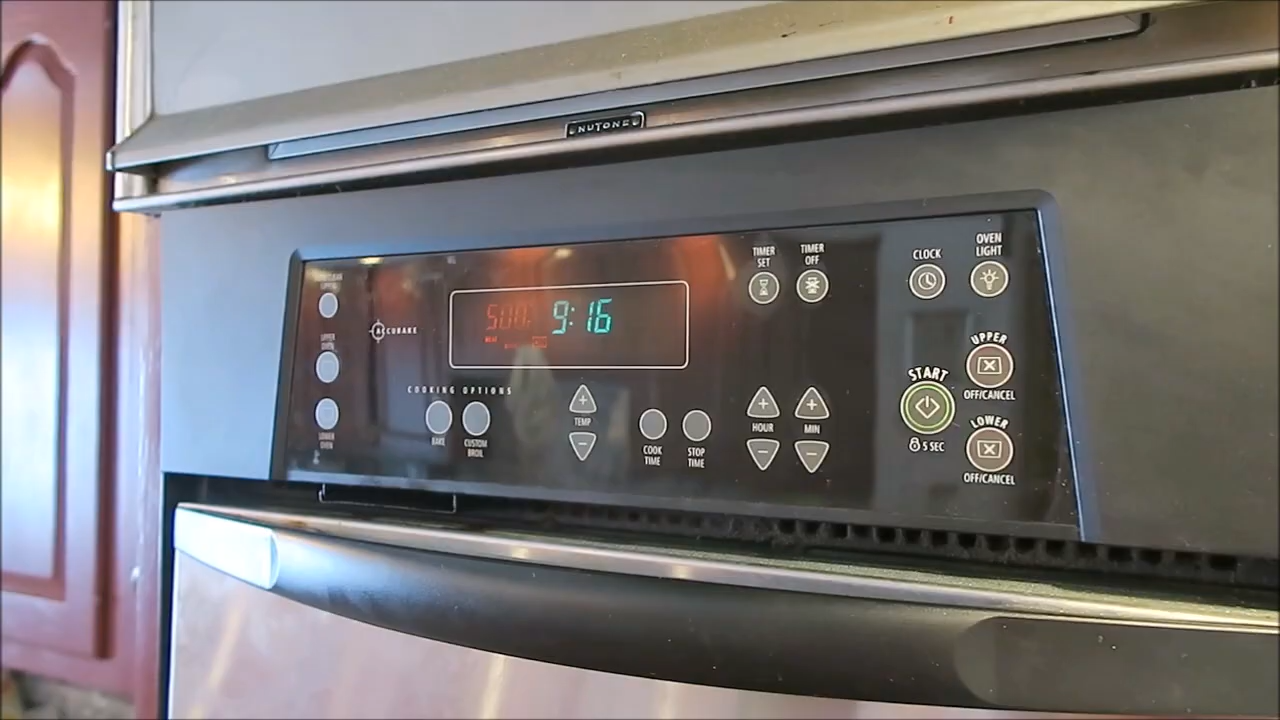 NUTONE
UPPER
OVEN
LOWER
OVEN
ACCUBAKE
500°
HEAT
9:16
COOKING OPTIONS
BAKE
CUSTOM
BROIL
TEMP
COOK
TIME
STOP
TIME
TIMER
SET
TIMER
OFF
HOUR
MIN
CLOCK
OVEN
LIGHT
START
5 SEC
UPPER
OFF/CANCEL
LOWER
OFF/CANCEL